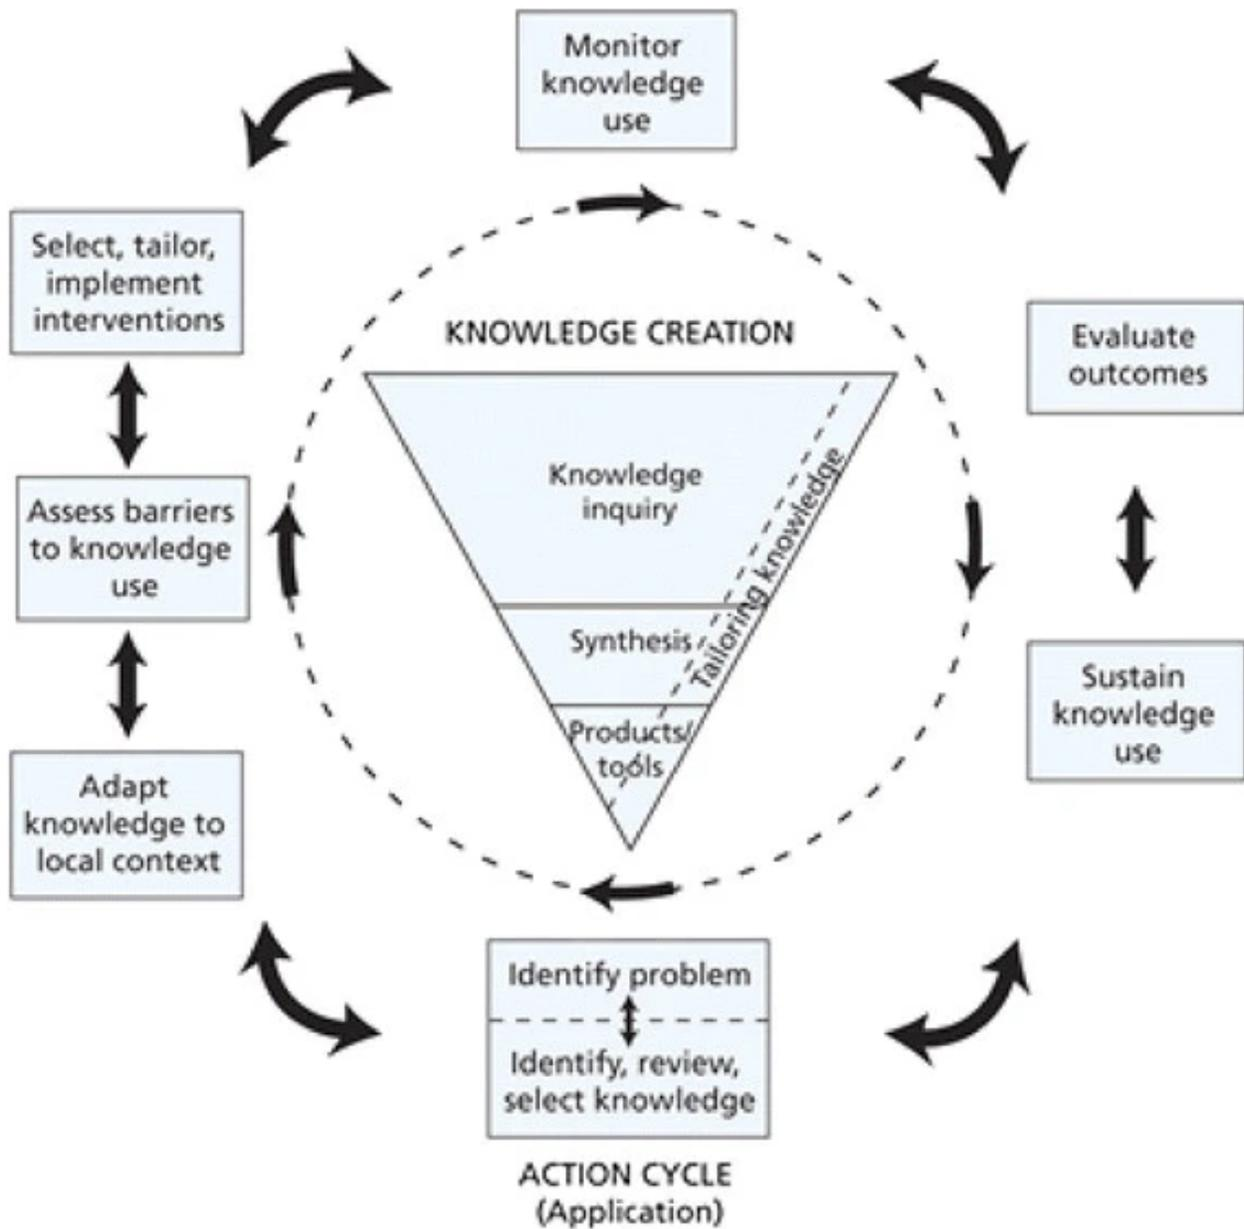 Monitor
knowledge
use
Select, tailor,
implement
interventions
Evaluate
outcomes
KNOWLEDGE CREATION
Knowledge
inquiry
Tailoring knowledge
Synthesis
Products/
tools
Assess barriers
to knowledge
use
Sustain
knowledge
use
Adapt
knowledge to
local context
Identify problem
Identify, review,
select knowledge
ACTION CYCLE
(Application)